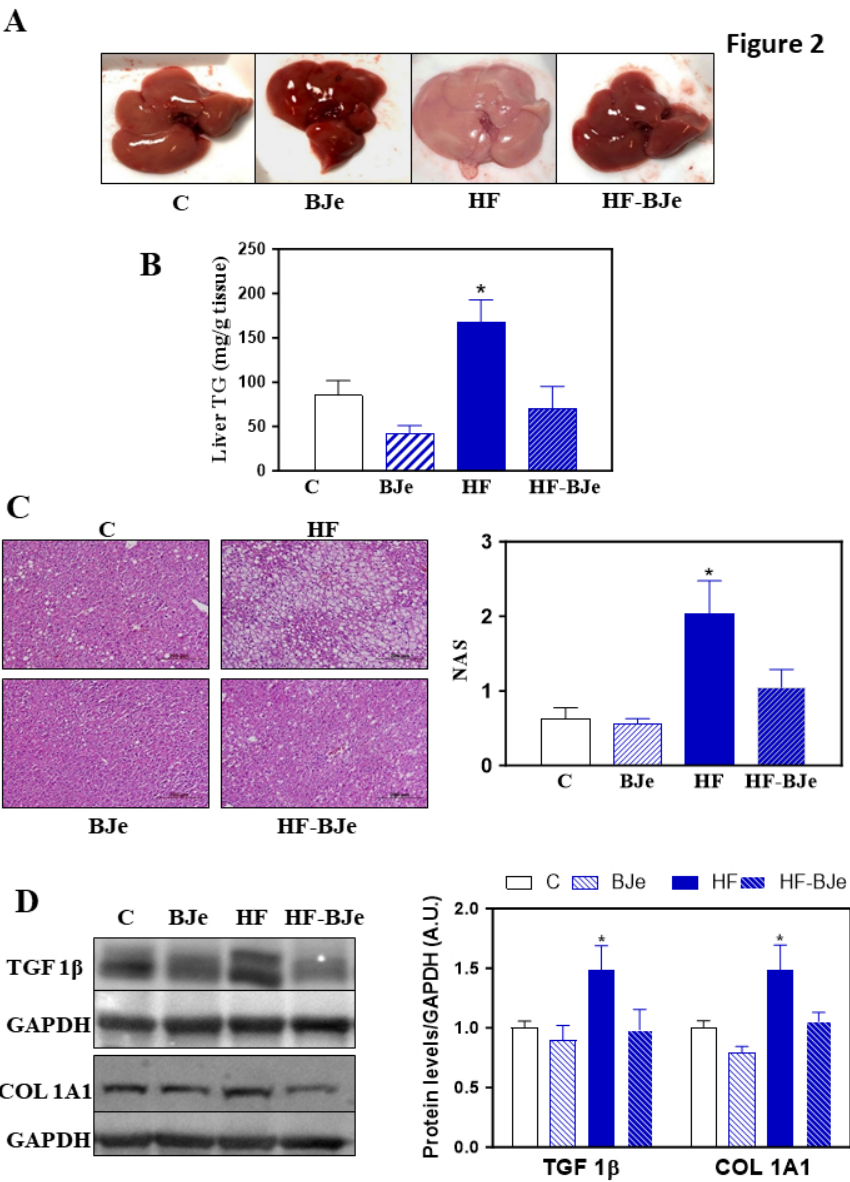 A
Figure 2
C BJe HF HF-BJe
B
Liver TG (mg/g tissue)
250
200
150
100
50
0
*
C BJe HF HF-BJe
C
C HF
BJe HF-BJe
NAS
3
2
1
0
*
C BJe HF HF-BJe
D
C BJe HF HF-BJe
TGF 1β
GAPDH
COL 1A1
GAPDH
C BJe HF HF-BJe
Protein levels/GAPDH (A.U.)
2.0
1.5
1.0
0.5
0.0
* *
TGF 1β COL 1A1